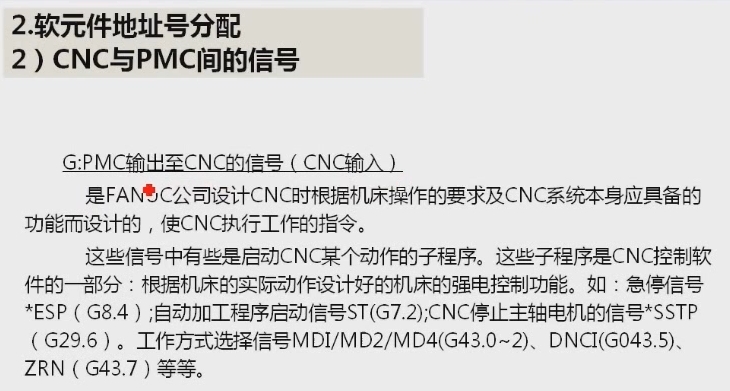 2.软元件地址号分配
2）CNC与PMC间的信号
G:PMC输出至CNC的信号（CNC输入）
是FANUC公司设计CNC时根据机床操作的要求及CNC系统本身应具备的
功能而设计的，使CNC执行工作的指令。
这些信号中有些是启动CNC某个动作的子程序。这些子程序是CNC控制软
件的一部分：根据机床的实际动作设计好的机床的强电控制功能。如：急停信号
*ESP（G8.4）;自动加工程序启动信号ST(G7.2);CNC停止主轴电机的信号*SSTP
（G29.6）。工作方式选择信号MDI/MD2/MD4(G43.0~2)、DNCI(G043.5)、
ZRN（G43.7）等等。